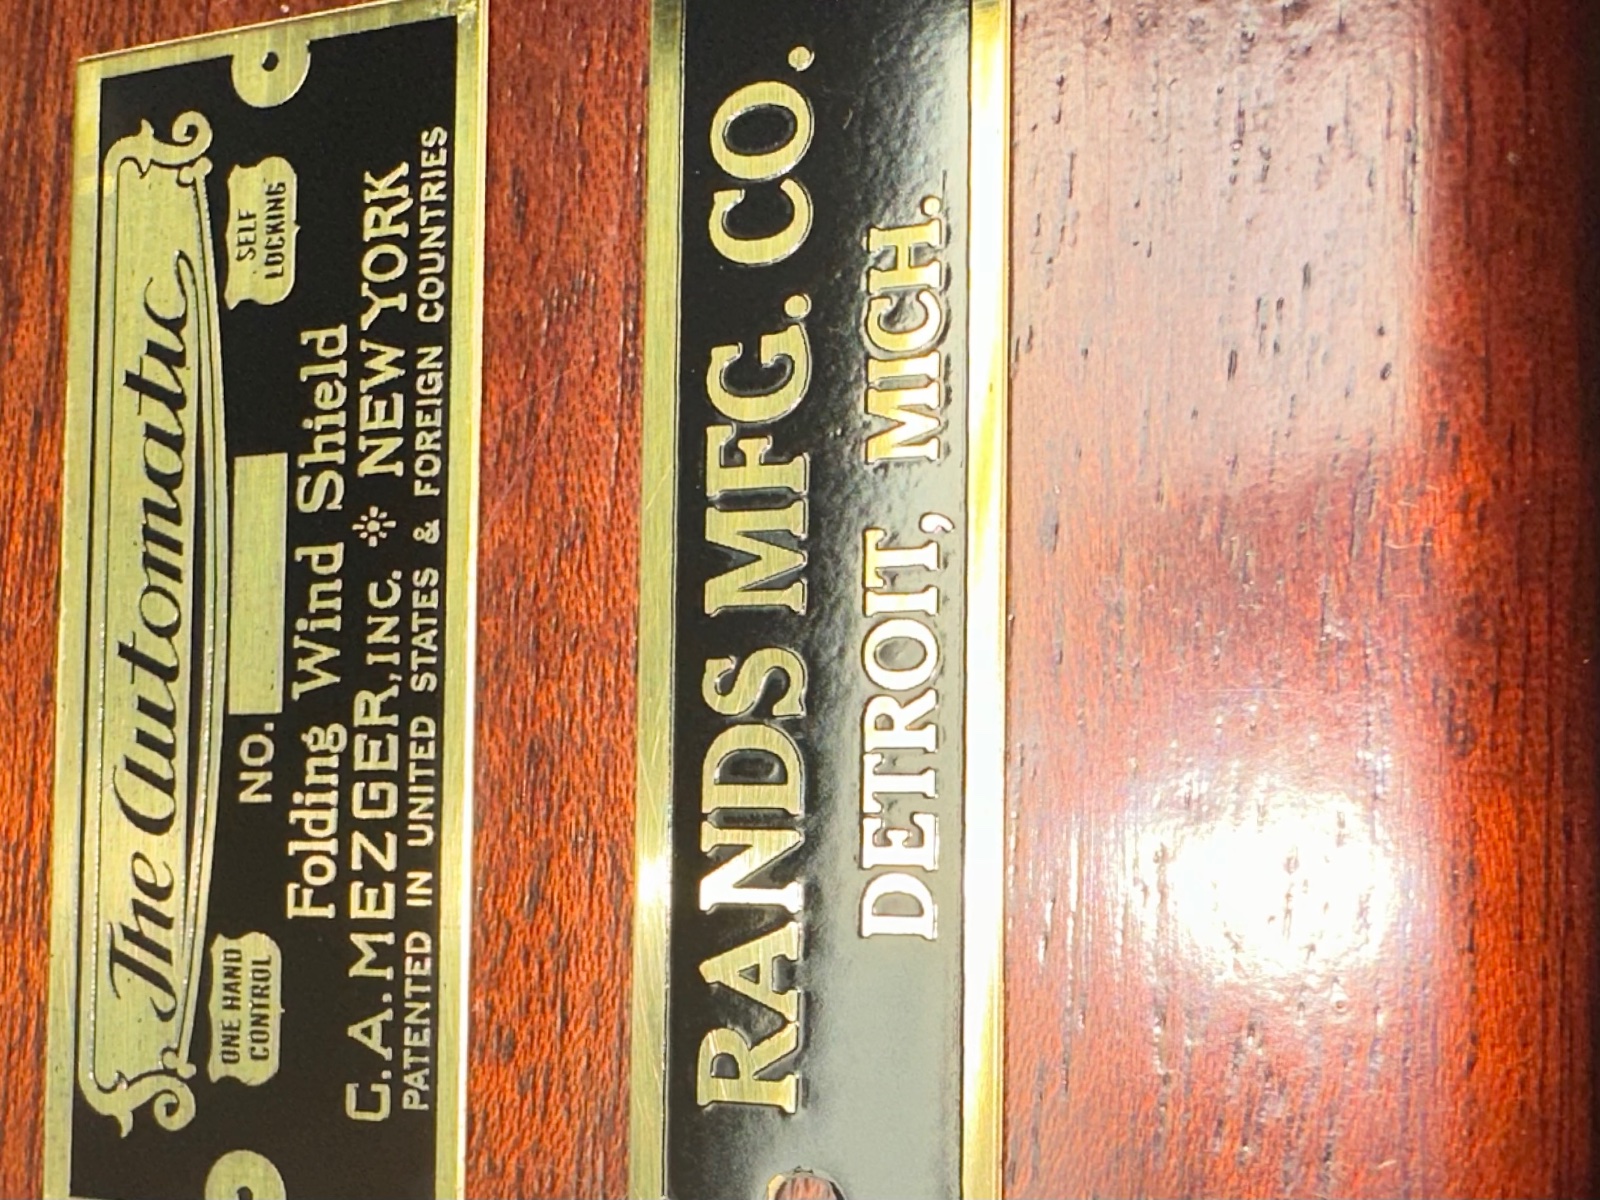 The Automatic
ONE HAND
CONTROL
NO.
SELF
LOCKING
Folding Wind Shield
G.A.MEZGER,INC. NEW YORK
PATENTED IN UNITED STATES & FOREIGN COUNTRIES
RANDS MFG. CO.
DETROIT, MICH.